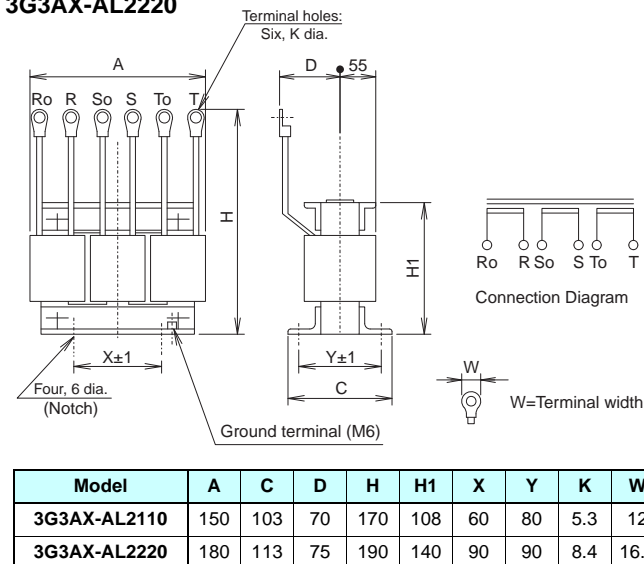 3G3AX-AL2220
Terminal holes:
Six, K dia.
A
D
55
Ro R So S To T
H
H1
Ro R So S To T
Connection Diagram
X±1
Y±1
C
W
W=Terminal width
Four, 6 dia.
(Notch)
Ground terminal (M6)
Model A C D H H1 X Y K W
3G3AX-AL2110 150 103 70 170 108 60 80 5.3 12
3G3AX-AL2220 180 113 75 190 140 90 90 8.4 16.